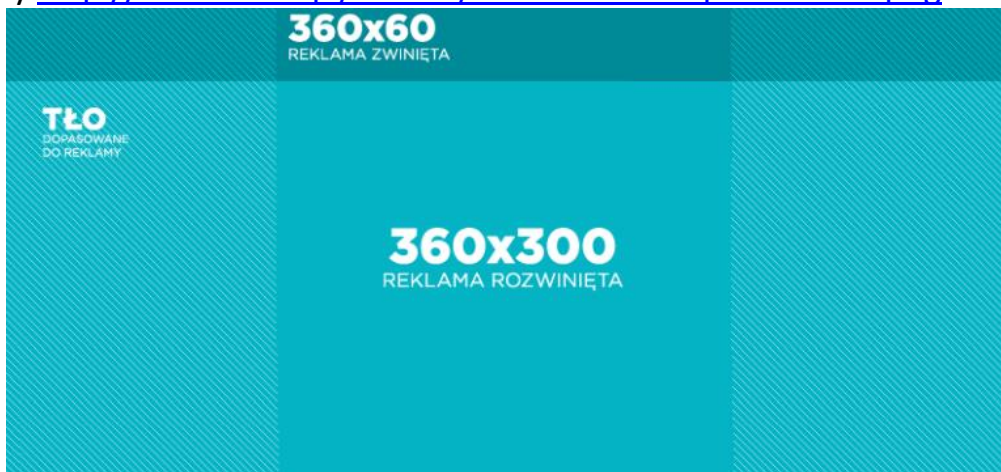 360x60
REKLAMA ZWINIĘTA
TŁO
DOPASOWANE
DO REKLAMY
360x300
REKLAMA ROZWINIĘTA